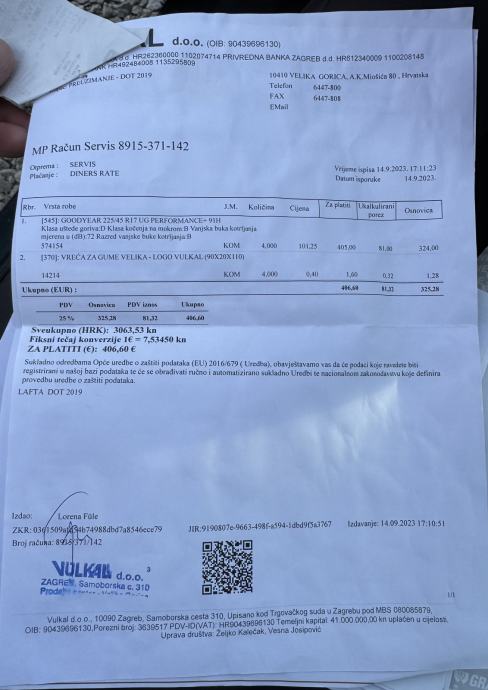 d.o.o. (OIB: 90439696130)
d. HR262360000 1102074714 PRIVREDNA BANKA ZAGREB d.d. HR612340009 1100208148
HR492484008 1135295809
PREUZIMANJE - DOT 2019
10410 VELIKA GORICA, A.K.Miošića 80 , Hrvatska
Telefon 6447-800
FAX 6447-808
EMail
MP Račun Servis 8915-371-142
Otprema : SERVIS
Plaćanje : DINERS RATE
Vrijeme ispisa 14.9.2023. 17:11:23
Datum isporuke 14.9.2023.
Rbr. Vrsta robe J.M. Količina Cijena Za platiti Ukalkulirani porez Osnovica
1. [545]: GOODYEAR 225/45 R17 UG PERFORMANCE+ 91H
Klasa uštede goriva:D Klasa kočenja na mokrom:B Vanjska buka kotrljanja
mjerena u (dB):72 Razred vanjske buke kotrljanja:B
574154 KOM 4,000 101,25 405,00 81,00 324,00
2. [370]: VREĆA ZA GUME VELIKA - LOGO VULKAL (90X20X110)
14214 KOM 4,000 0,40 1,60 0,32 1,28
Ukupno (EUR) : 406,60 81,32 325,28
PDV Osnovica PDV iznos Ukupno
25 % 325,28 81,32 406,60
Sveukupno (HRK): 3063,53 kn
Fiksni tečaj konverzije 1€ = 7,53450 kn
ZA PLATITI (€): 406,60 €
Sukladno odredbama Opće uredbe o zaštiti podataka (EU) 2016/679 ( Uredba), obavještavamo vas da će podaci koje navedete biti
registrirani u našoj bazi podataka te će se obrađivati ručno i automatizirano sukladno Uredbi te nacionalnom zakonodavstvu koje definira
provedbu uredbe o zaštiti podataka.
LAFTA DOT 2019
Izdao: Lorena Füle
JIR:9190807e-9663-498f-a594-1dbd9f5a3767 Izdavanje: 14.09.2023 17:10:51
Broj računa: 8915/371/142
VULKAL d.o.o. 3
ZAGREB, Samoborska c. 310
1/1
Vulkal d.o.o., 10090 Zagreb, Samoborska cesta 310, Upisano kod Trgovačkog suda u Zagrebu pod MBS 080085879,
OIB: 90439696130,Porezni broj: 3639517 PDV-ID(VAT): HR90439696130 Temeljni kapital: 41.000.000,00 kn uplaćen u cijelosti,
Uprava društva: Željko Kalečak, Vesna Josipović